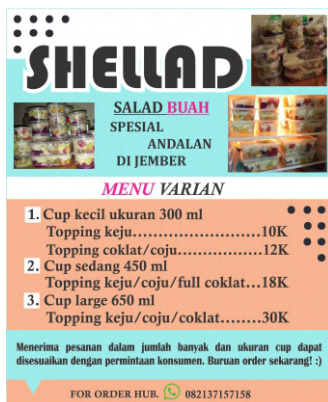 SHELLAD
SALAD BUAH
SPESIAL
ANDALAN
DI JEMBER
MENU VARIAN
1. Cup kecil ukuran 300 ml
Topping keju..........................10K
Topping coklat/coju.................12K
2. Cup sedang 450 ml
Topping keju/coju/full coklat...18K
3. Cup large 650 ml
Topping keju/coju/coklat........30K
Menerima pesanan dalam jumlah banyak dan ukuran cup dapat
disesuaikan dengan permintaan konsumen. Buruan order sekarang! :)
FOR ORDER HUB. 082137157158